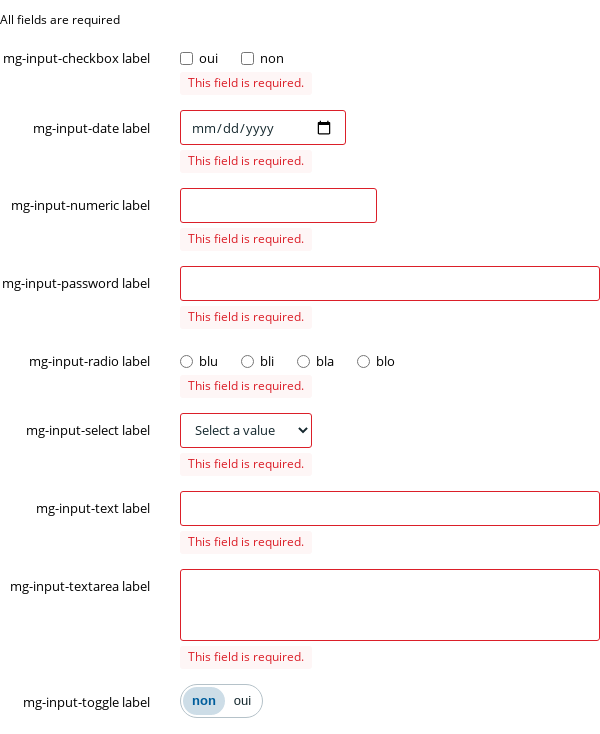 All fields are required
mg-input-checkbox label oui non
This field is required.
mg-input-date label mm/dd/yyyy
This field is required.
mg-input-numeric label
This field is required.
mg-input-password label
This field is required.
mg-input-radio label blu bli bla blo
This field is required.
mg-input-select label Select a value
This field is required.
mg-input-text label
This field is required.
mg-input-textarea label
This field is required.
mg-input-toggle label non oui